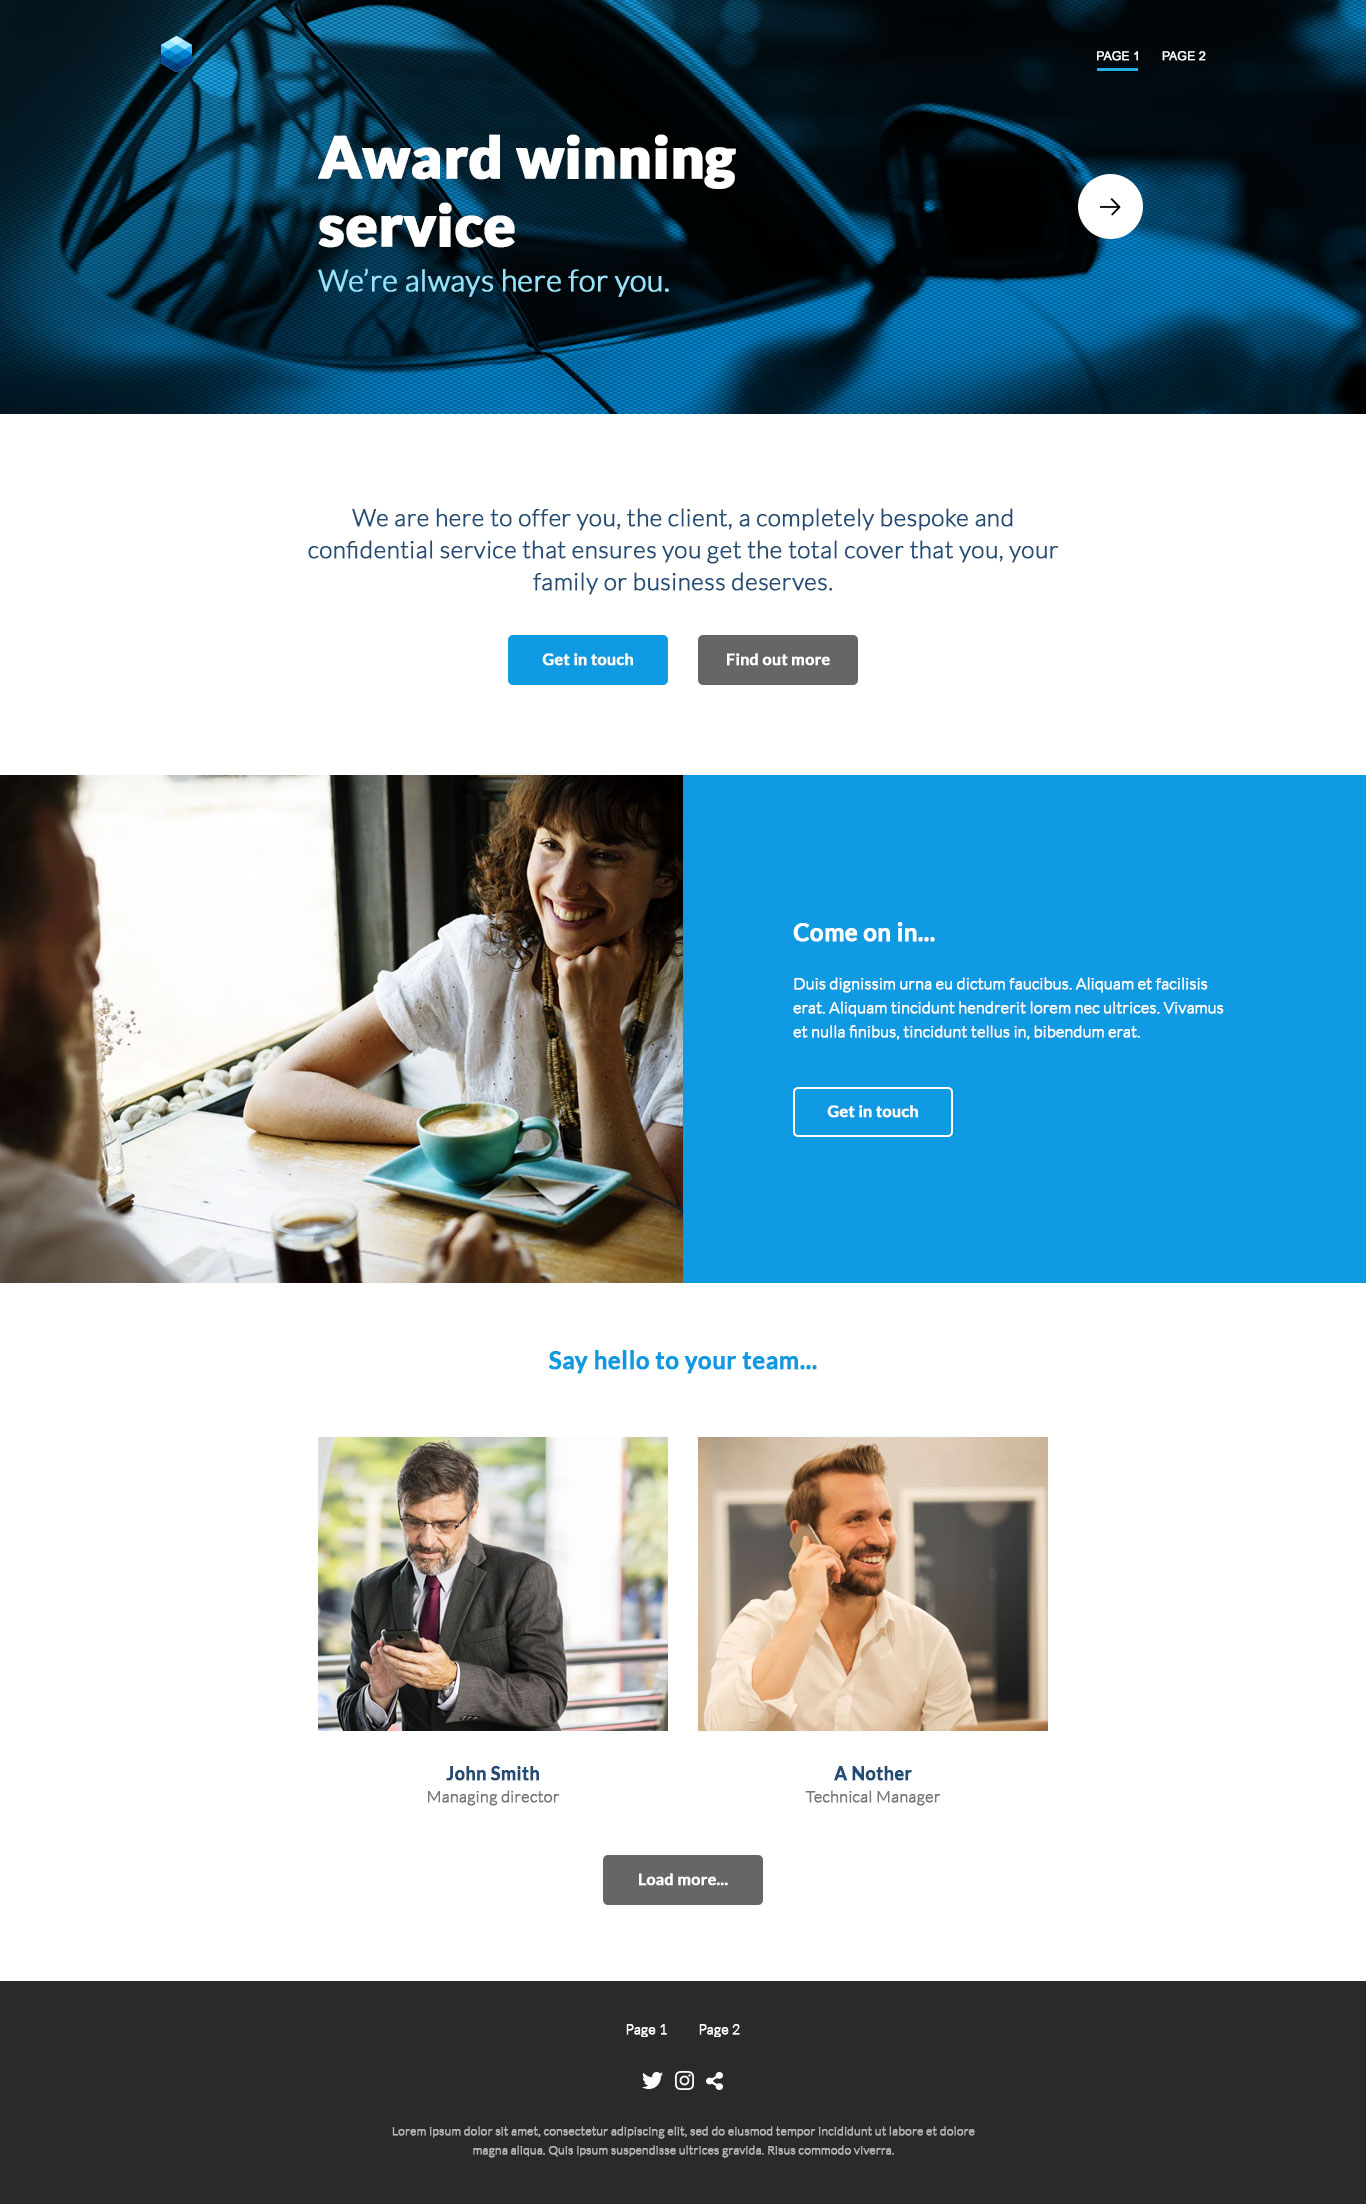 PAGE 1 PAGE 2
Award winning
service
We're always here for you.
We are here to offer you, the client, a completely bespoke and
confidential service that ensures you get the total cover that you, your
family or business deserves.
Get in touch Find out more
Come on in...
Duis dignissim urna eu dictum faucibus. Aliquam et facilisis
erat. Aliquam tincidunt hendrerit lorem nec ultrices. Vivamus
et nulla finibus, tincidunt tellus in, bibendum erat.
Get in touch
Say hello to your team...
John Smith
Managing director
A Nother
Technical Manager
Load more...
Page 1 Page 2
Lorem ipsum dolor sit amet, consectetur adipiscing elit, sed do eiusmod tempor incididunt ut labore et dolore
magna aliqua. Quis ipsum suspendisse ultrices gravida. Risus commodo viverra.